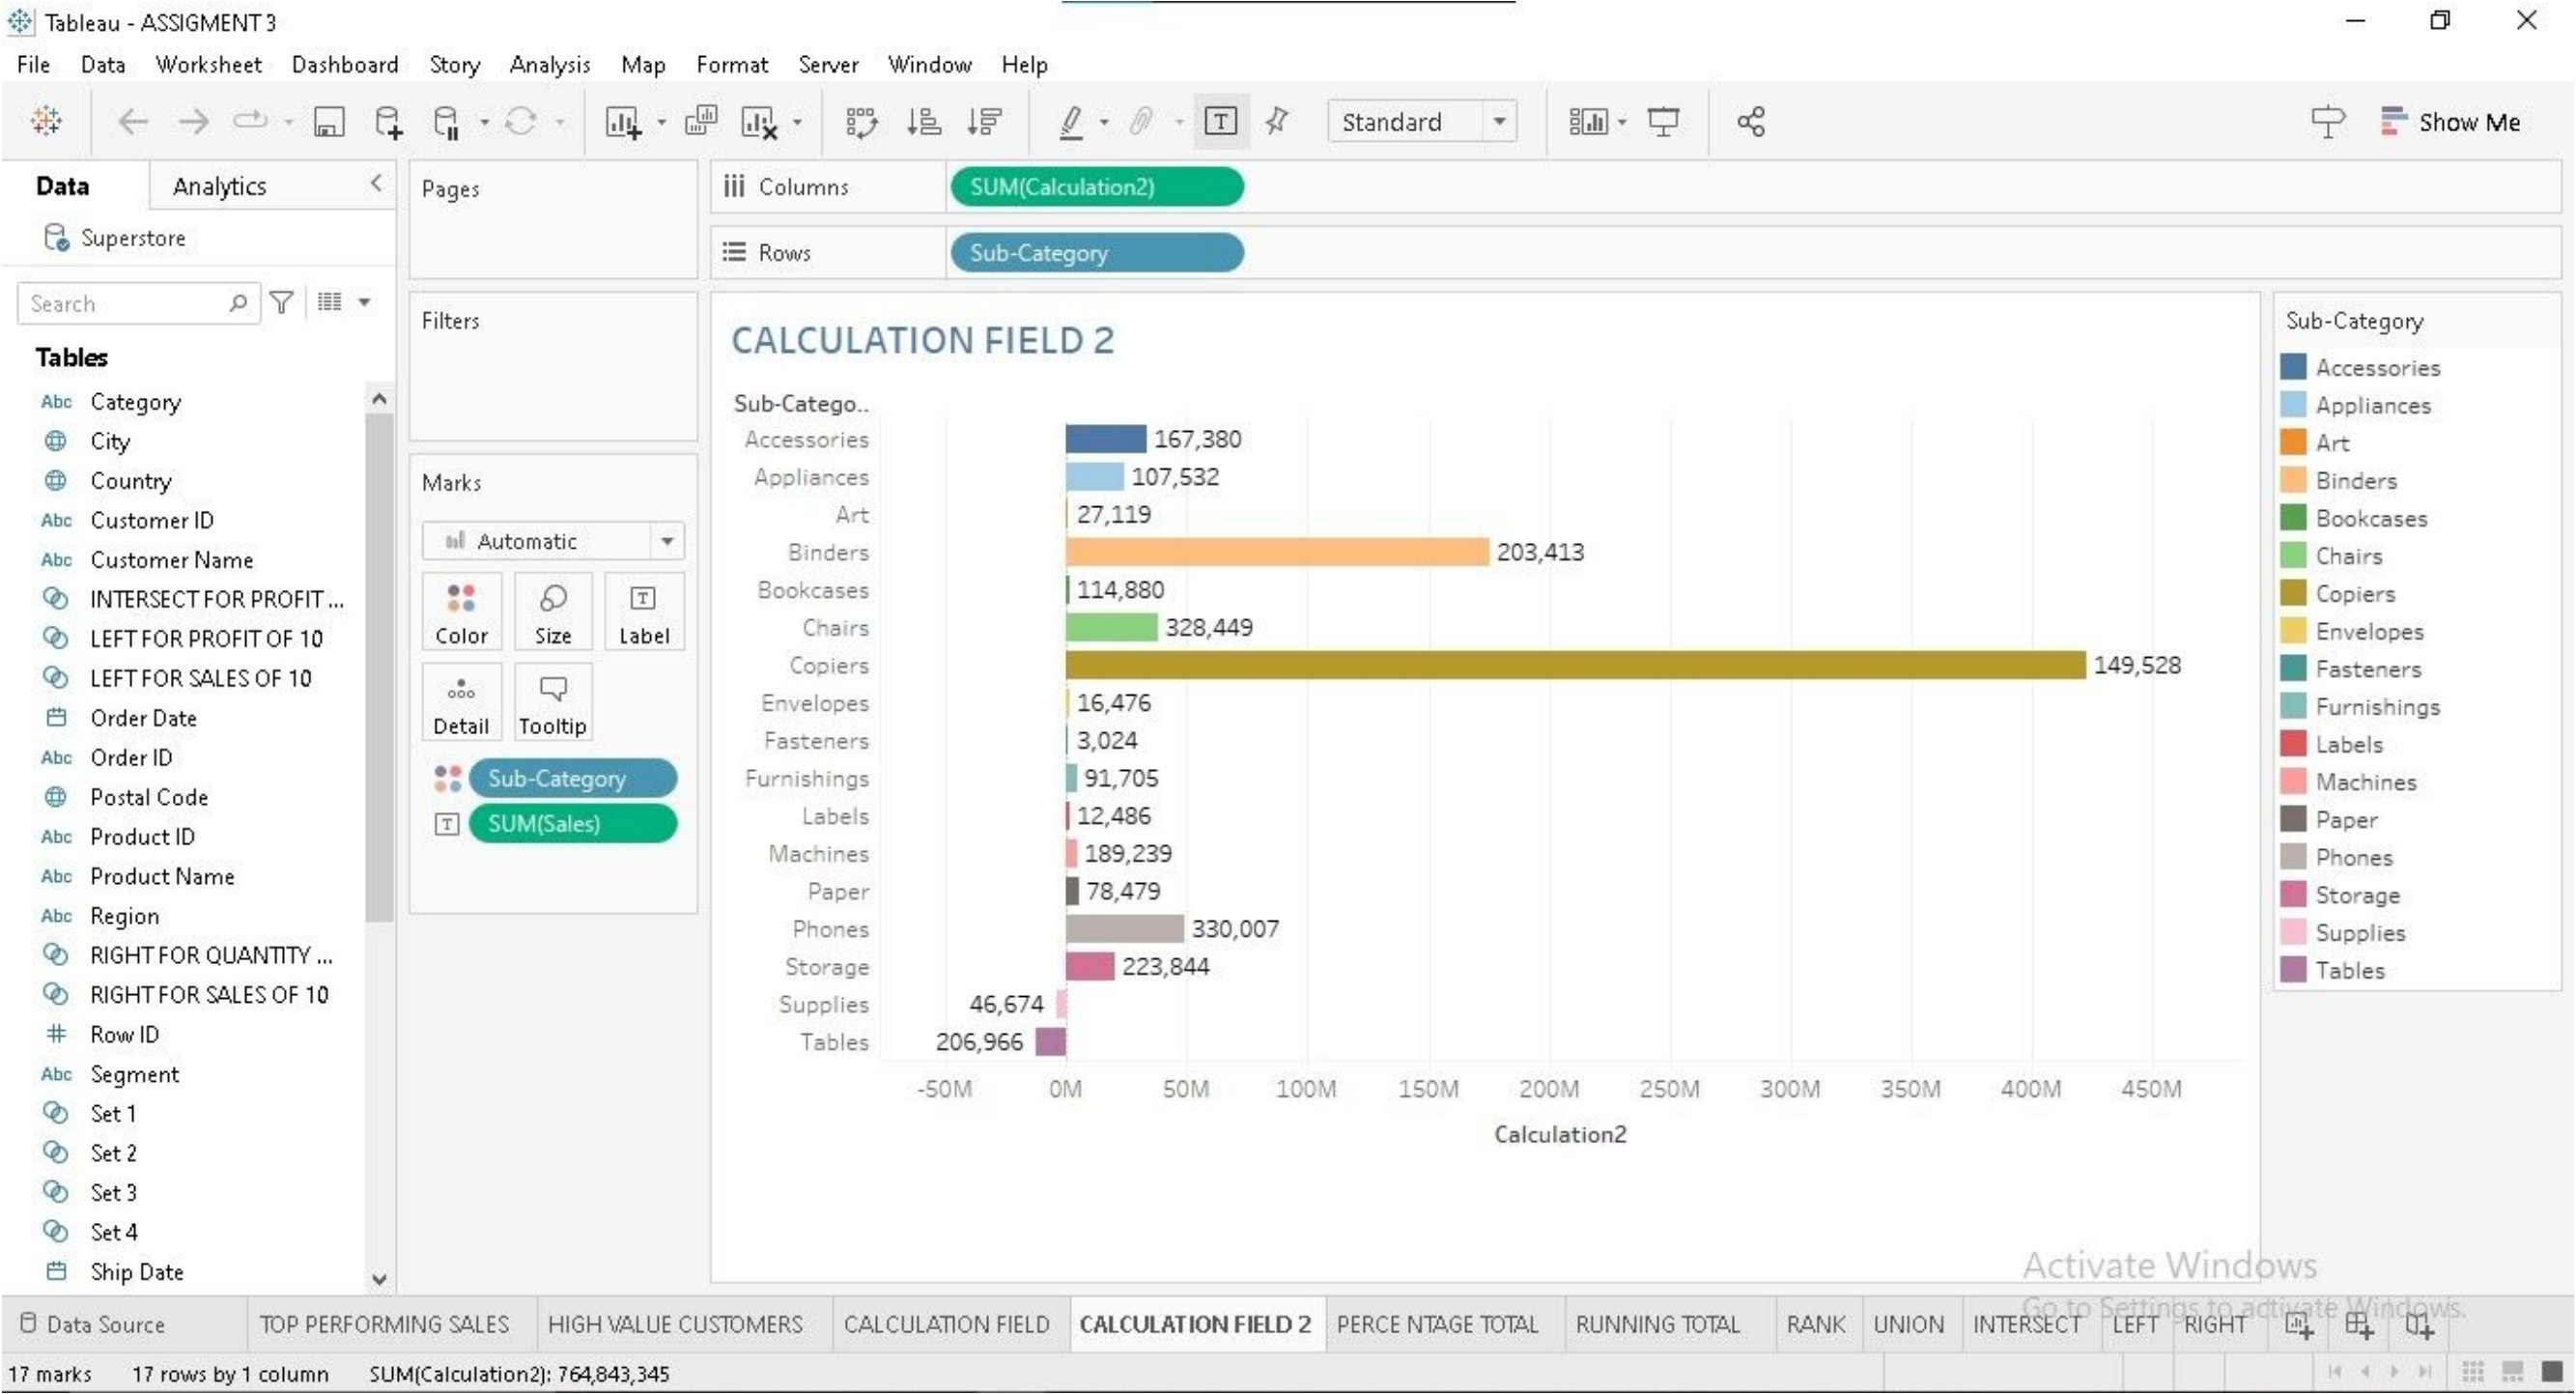 Tableau - ASSIGMENT 3
File Data Worksheet Dashboard Story Analysis Map Format Server Window Help
Standard
Show Me
Data Analytics
Superstore
Search
Tables
Abc Category
City
Country
Abc Customer ID
Abc Customer Name
INTERSECT FOR PROFIT ...
LEFT FOR PROFIT OF 10
LEFT FOR SALES OF 10
Order Date
Abc Order ID
Postal Code
Abc Product ID
Abc Product Name
Abc Region
RIGHT FOR QUANTITY ...
RIGHT FOR SALES OF 10
# Row ID
Abc Segment
Set 1
Set 2
Set 3
Set 4
Ship Date
Pages
Filters
Marks
Automatic
Color Size Label
Detail Tooltip
Sub-Category
SUM(Sales)
Columns SUM(Calculation2)
Rows Sub-Category
CALCULATION FIELD 2
Sub-Catego..
Accessories 167,380
Appliances 107,532
Art 27,119
Binders 203,413
Bookcases 114,880
Chairs 328,449
Copiers 149,528
Envelopes 16,476
Fasteners 3,024
Furnishings 91,705
Labels 12,486
Machines 189,239
Paper 78,479
Phones 330,007
Storage 223,844
Supplies 46,674
Tables 206,966
-50M 0M 50M 100M 150M 200M 250M 300M 350M 400M 450M
Calculation2
Sub-Category
Accessories
Appliances
Art
Binders
Bookcases
Chairs
Copiers
Envelopes
Fasteners
Furnishings
Labels
Machines
Paper
Phones
Storage
Supplies
Tables
Activate Windows
Go to Settings to activate Windows.
Data Source TOP PERFORMING SALES HIGH VALUE CUSTOMERS CALCULATION FIELD CALCULATION FIELD 2 PERCE NTAGE TOTAL RUNNING TOTAL RANK UNION INTERSECT LEFT RIGHT
17 marks 17 rows by 1 column SUM(Calculation2): 764,843,345